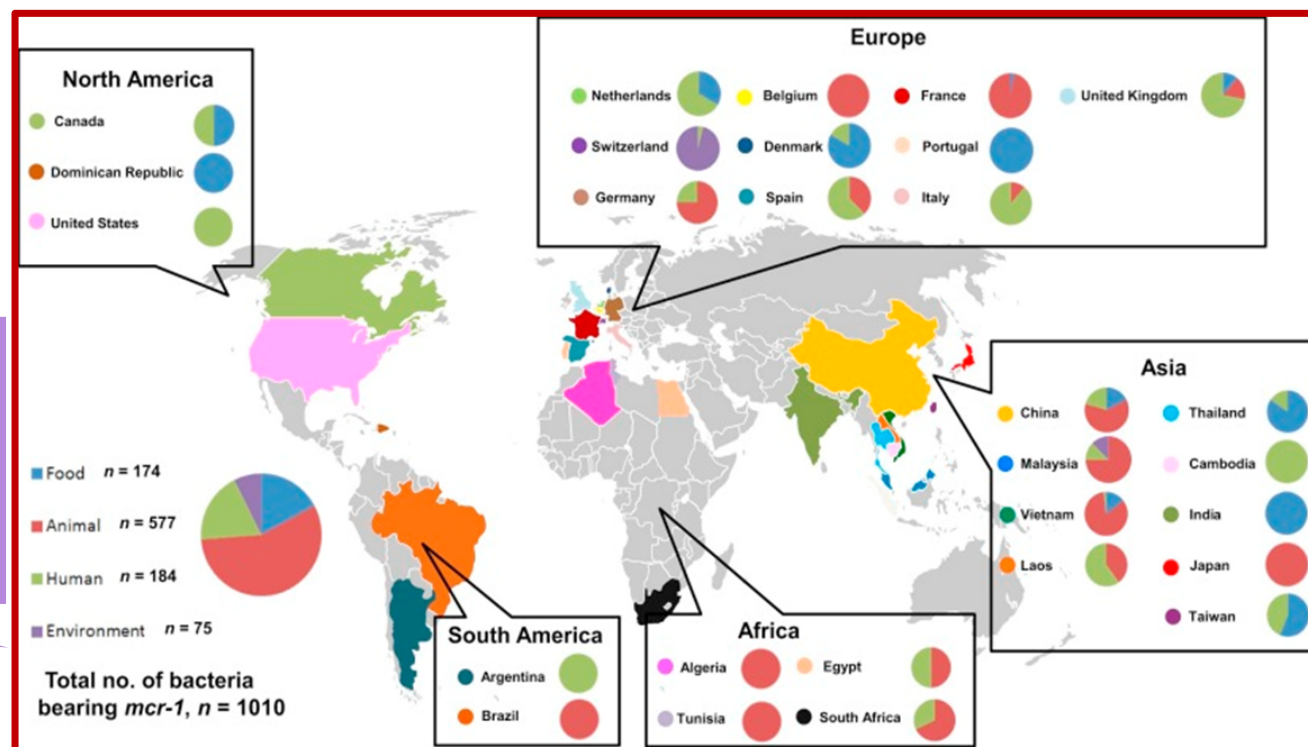 North America
Canada
Dominican Republic
United States
Europe
Netherlands
Belgium
France
United Kingdom
Switzerland
Denmark
Portugal
Germany
Spain
Italy
Asia
China
Thailand
Malaysia
Cambodia
Vietnam
India
Laos
Japan
Taiwan
Food n = 174
Animal n = 577
Human n = 184
Environment n = 75
Total no. of bacteria
bearing mcr-1, n = 1010
South America
Argentina
Brazil
Africa
Algeria
Egypt
Tunisia
South Africa